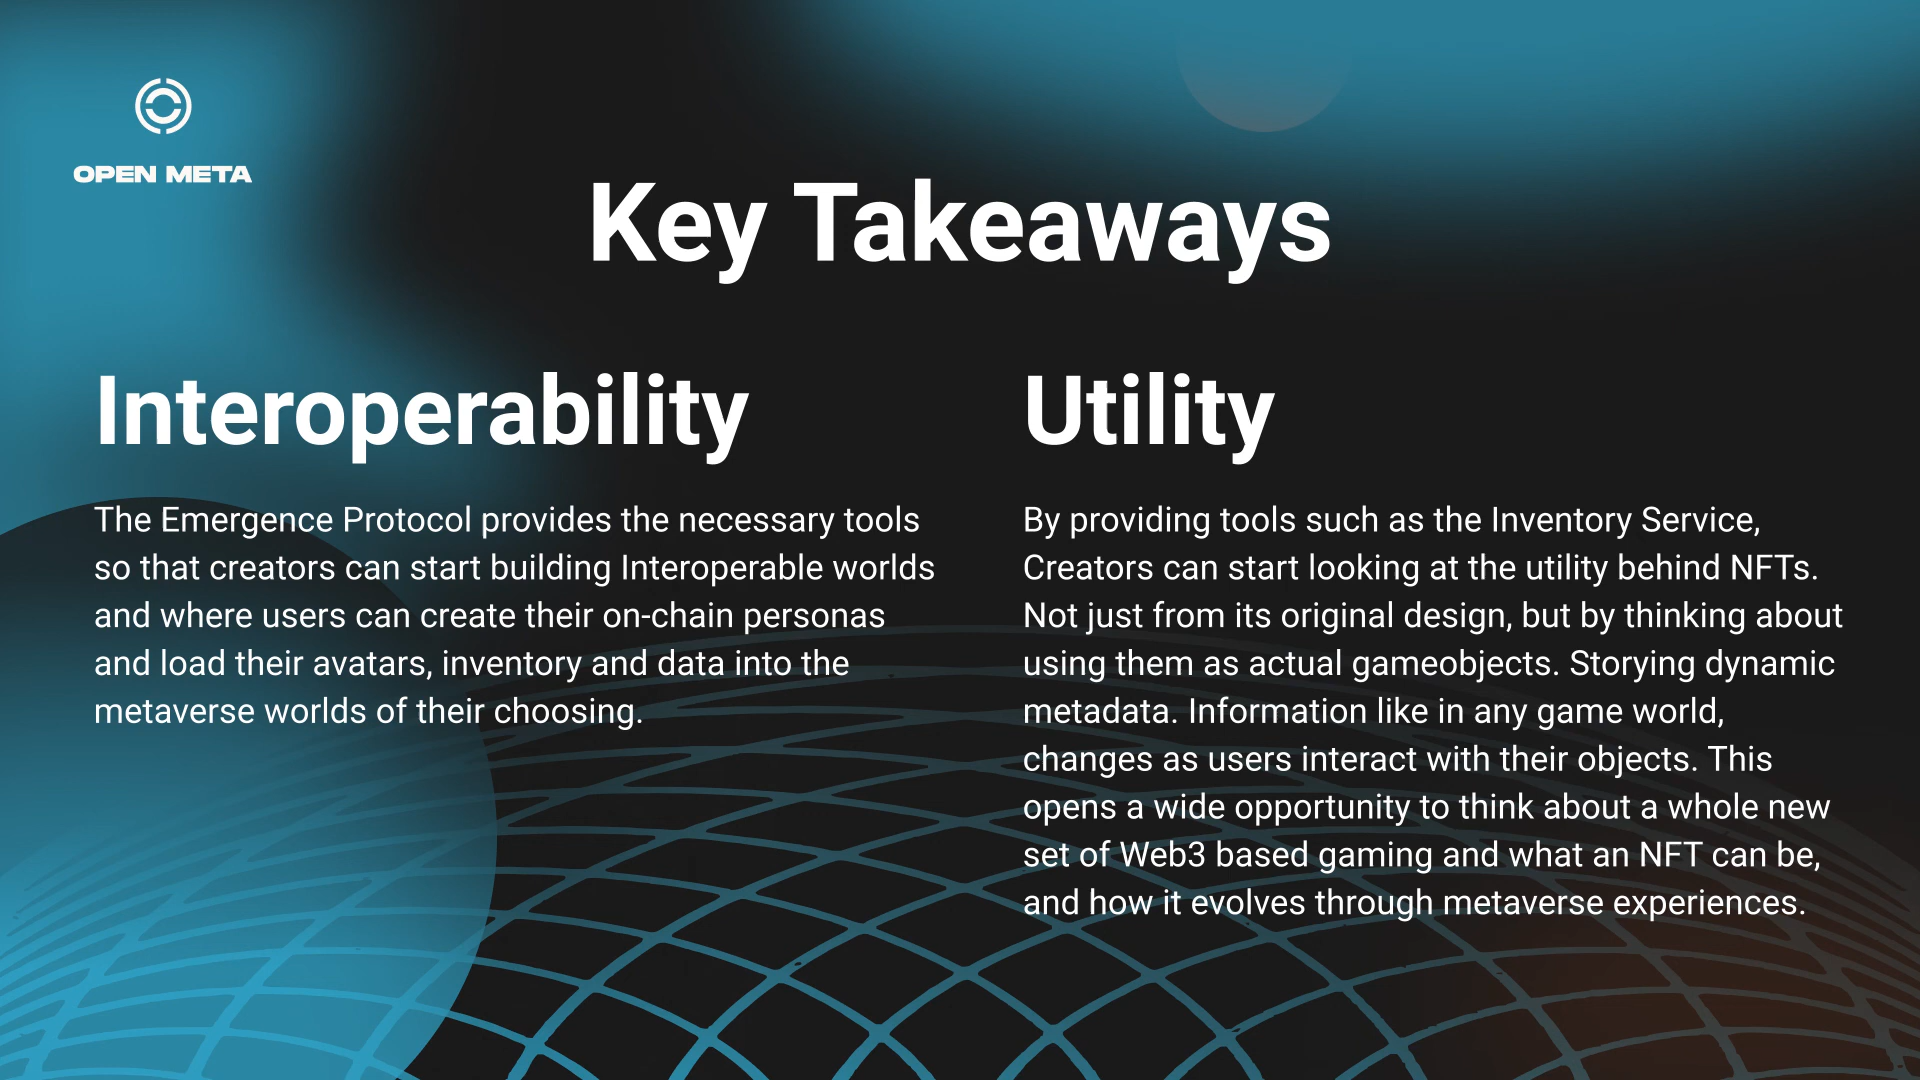 OPEN META
Key Takeaways
Interoperability
The Emergence Protocol provides the necessary tools
so that creators can start building Interoperable worlds
and where users can create their on-chain personas
and load their avatars, inventory and data into the
metaverse worlds of their choosing.
Utility
By providing tools such as the Inventory Service,
Creators can start looking at the utility behind NFTs.
Not just from its original design, but by thinking about
using them as actual gameobjects. Storying dynamic
metadata. Information like in any game world,
changes as users interact with their objects. This
opens a wide opportunity to think about a whole new
set of Web3 based gaming and what an NFT can be,
and how it evolves through metaverse experiences.